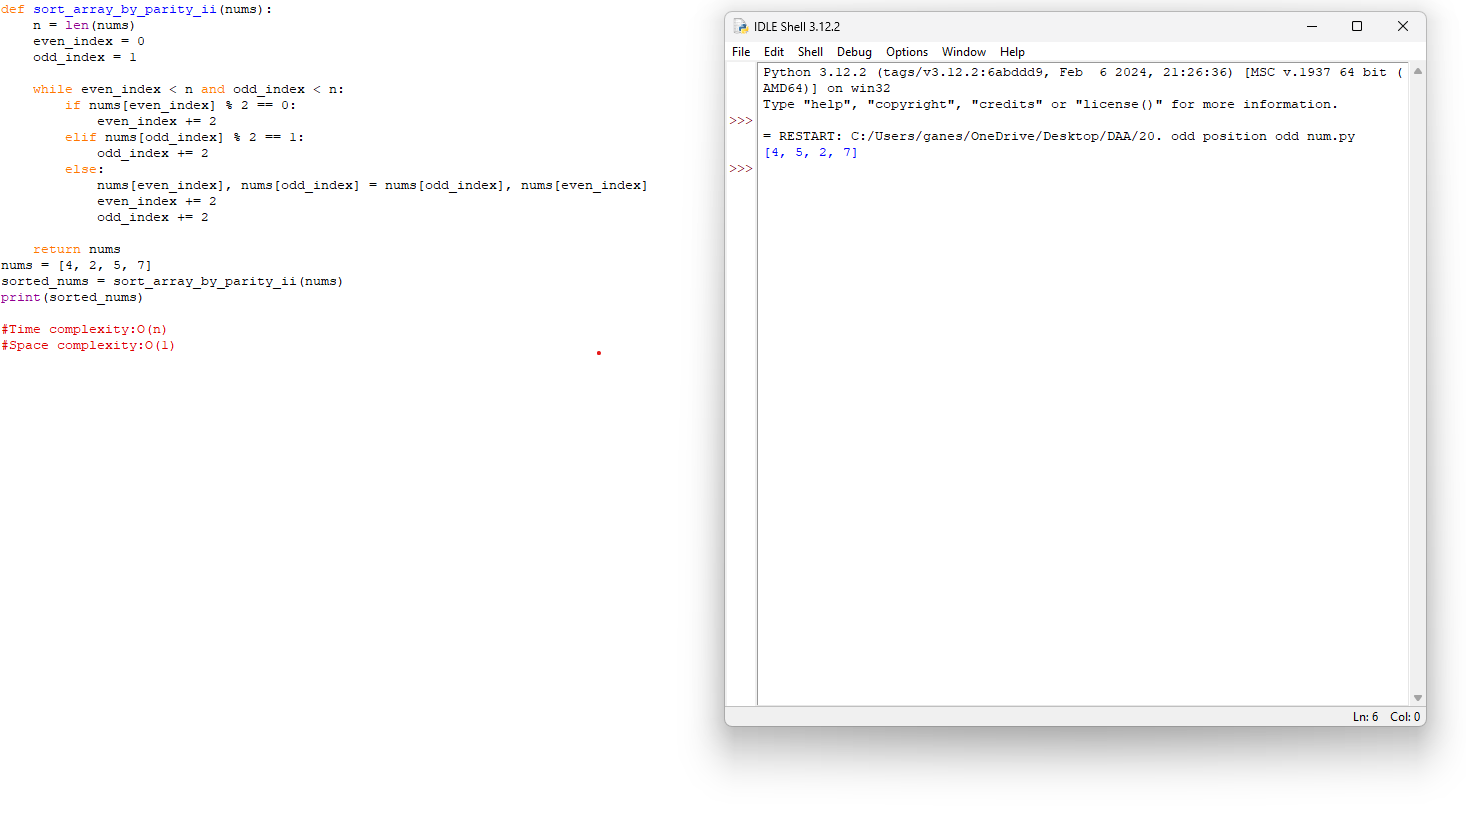 def sort_array_by_parity_ii(nums):
    n = len(nums)
    even_index = 0
    odd_index = 1

    while even_index < n and odd_index < n:
        if nums[even_index] % 2 == 0:
            even_index += 2
        elif nums[odd_index] % 2 == 1:
            odd_index += 2
        else:
            nums[even_index], nums[odd_index] = nums[odd_index], nums[even_index]
            even_index += 2
            odd_index += 2

    return nums
nums = [4, 2, 5, 7]
sorted_nums = sort_array_by_parity_ii(nums)
print(sorted_nums)

#Time complexity:O(n)
#Space complexity:O(1)
IDLE Shell 3.12.2
File Edit Shell Debug Options Window Help
Python 3.12.2 (tags/v3.12.2:6abddd9, Feb  6 2024, 21:26:36) [MSC v.1937 64 bit (
AMD64)] on win32
Type "help", "copyright", "credits" or "license()" for more information.
>>>
= RESTART: C:/Users/ganes/OneDrive/Desktop/DAA/20. odd position odd num.py
[4, 5, 2, 7]
>>>
Ln: 6 Col: 0